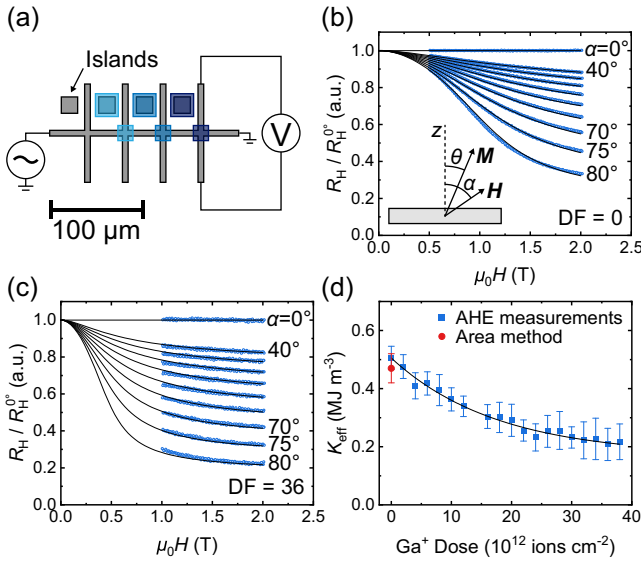 (a)
Islands
V
100 μm
(b)
R_H / R_H^0° (a.u.)
1.0
0.8
0.6
0.4
0.2
0.0
α=0°
40°
70°
75°
80°
z
θ
M
α
H
DF = 0
0.0 0.5 1.0 1.5 2.0 2.5
μ₀H (T)
(c)
R_H / R_H^0° (a.u.)
1.0
0.8
0.6
0.4
0.2
0.0
α=0°
40°
70°
75°
80°
DF = 36
0.0 0.5 1.0 1.5 2.0 2.5
μ₀H (T)
(d)
K_eff (MJ m⁻³)
0.6
0.4
0.2
0.0
AHE measurements
Area method
0 10 20 30 40
Ga⁺ Dose (10¹² ions cm⁻²)